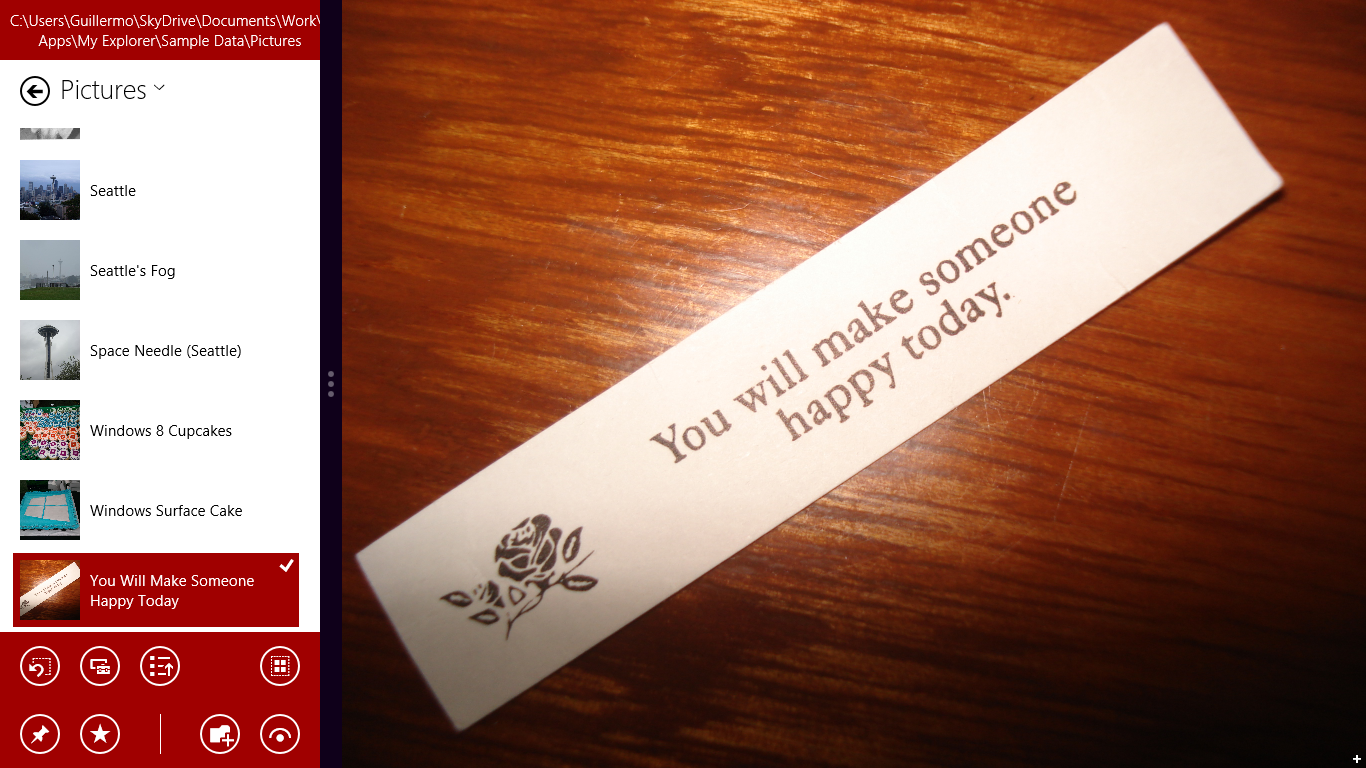 C:\Users\Guillermo\SkyDrive\Documents\Work\
Apps\My Explorer\Sample Data\Pictures
Pictures
Seattle
Seattle's Fog
Space Needle (Seattle)
Windows 8 Cupcakes
Windows Surface Cake
You Will Make Someone
Happy Today
You will make someone
happy today.